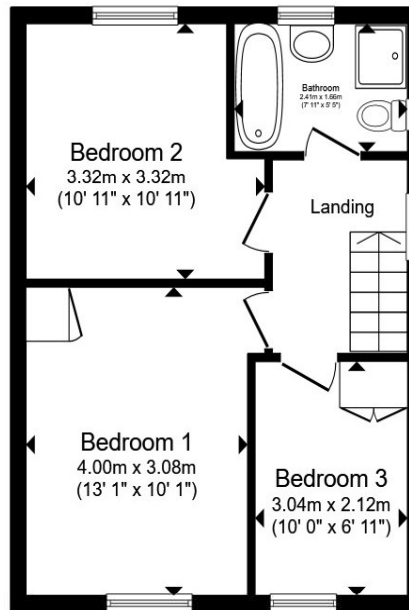 Bathroom
2.41m x 1.66m
(7' 11" x 5' 5")
Bedroom 2
3.32m x 3.32m
(10' 11" x 10' 11")
Landing
Bedroom 1
4.00m x 3.08m
(13' 1" x 10' 1")
Bedroom 3
3.04m x 2.12m
(10' 0" x 6' 11")